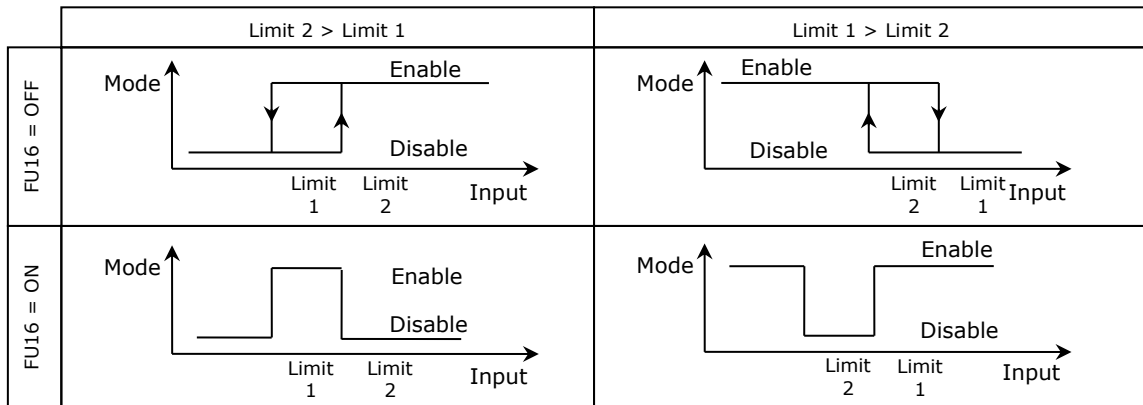 Limit 2 > Limit 1
Limit 1 > Limit 2
FU16 = OFF
Mode
Enable
Disable
Limit 1
Limit 2
Input
Mode
Enable
Disable
Limit 2
Limit 1
Input
FU16 = ON
Mode
Enable
Disable
Limit 1
Limit 2
Input
Mode
Enable
Disable
Limit 2
Limit 1
Input